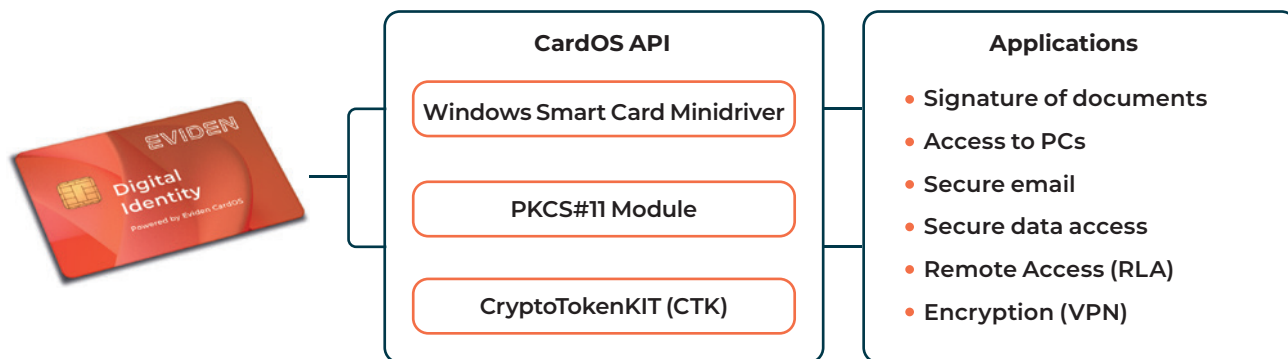 EVIDEN
Digital
Identity
Powered by Eviden CardOS
CardOS API
Windows Smart Card Minidriver
PKCS#11 Module
CryptoTokenKIT (CTK)
Applications
• Signature of documents
• Access to PCs
• Secure email
• Secure data access
• Remote Access (RLA)
• Encryption (VPN)